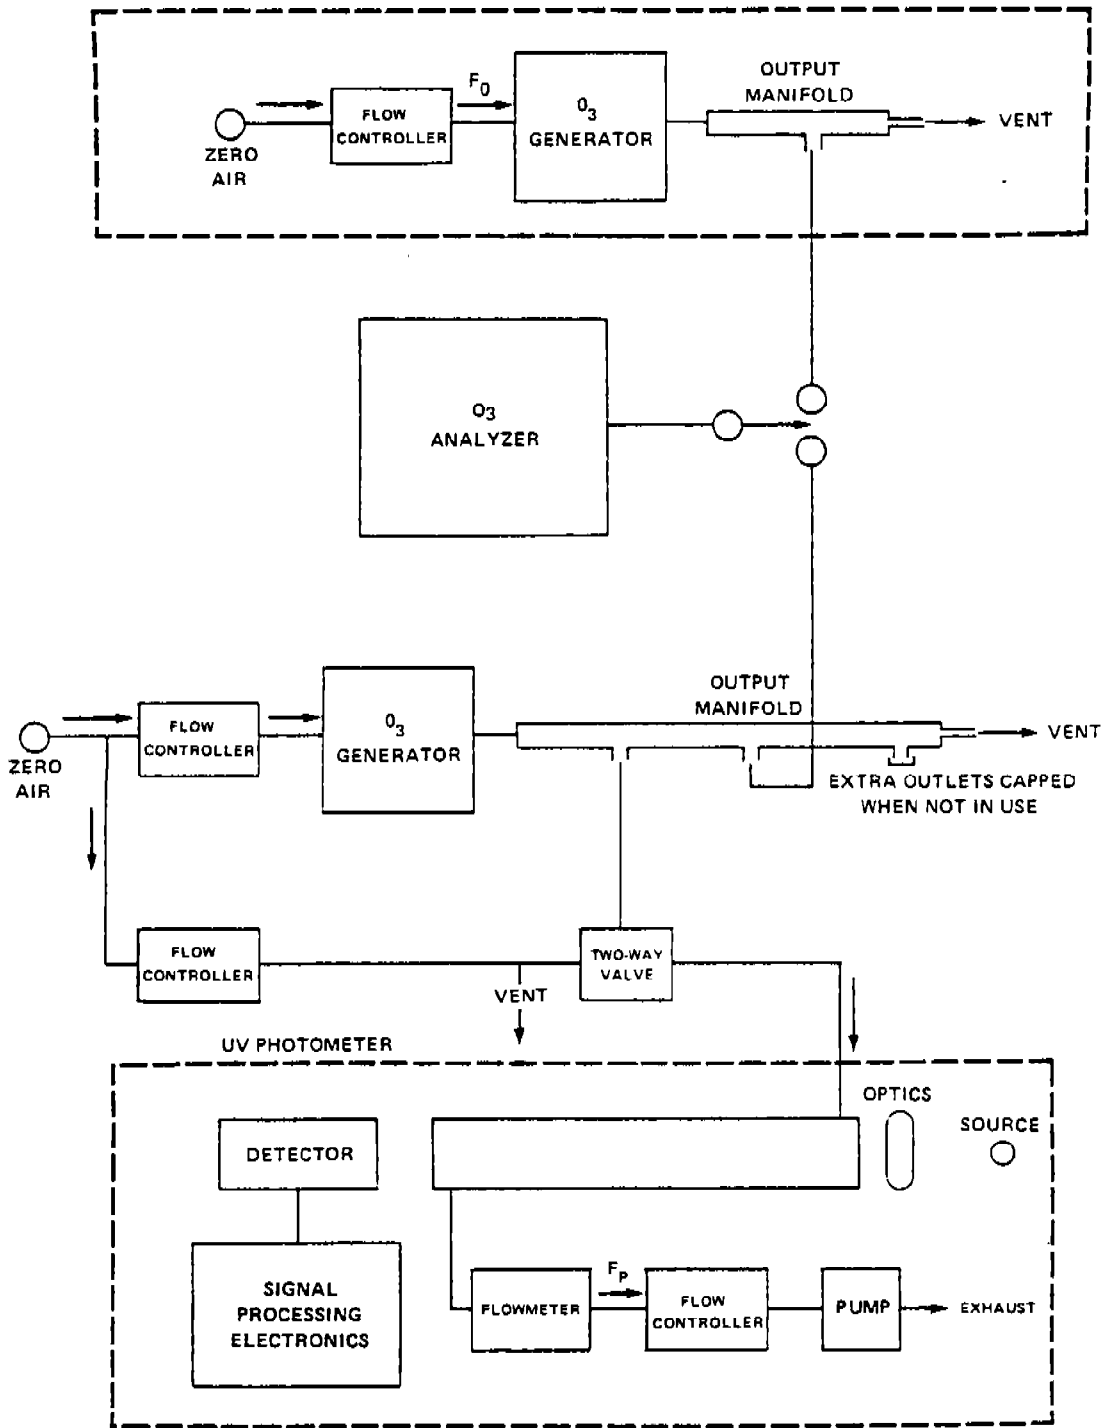 F0
O3
GENERATOR
OUTPUT
MANIFOLD
FLOW
CONTROLLER
VENT
ZERO
AIR
O3
ANALYZER
OUTPUT
MANIFOLD
FLOW
CONTROLLER
O3
GENERATOR
VENT
ZERO
AIR
EXTRA OUTLETS CAPPED
WHEN NOT IN USE
FLOW
CONTROLLER
TWO-WAY
VALVE
VENT
UV PHOTOMETER
OPTICS
SOURCE
DETECTOR
SIGNAL
PROCESSING
ELECTRONICS
FP
FLOWMETER
FLOW
CONTROLLER
PUMP
EXHAUST